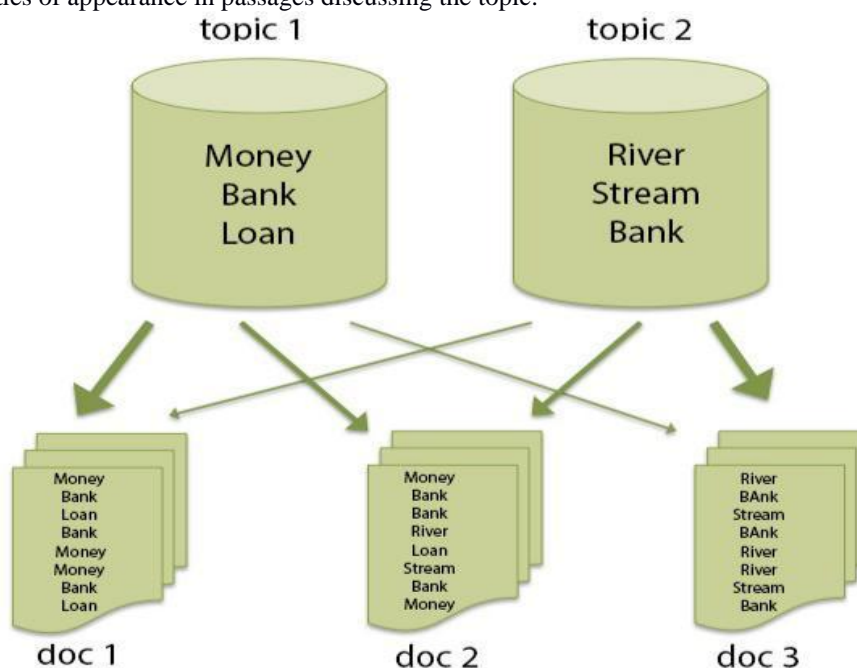 ties of appearance in passages discussing the topic.
topic 1
topic 2
Money
Bank
Loan
River
Stream
Bank
Money
Bank
Loan
Bank
Money
Money
Bank
Loan
Money
Bank
Bank
River
Loan
Stream
Bank
Money
River
BAnk
Stream
BAnk
River
River
Stream
Bank
doc 1
doc 2
doc 3